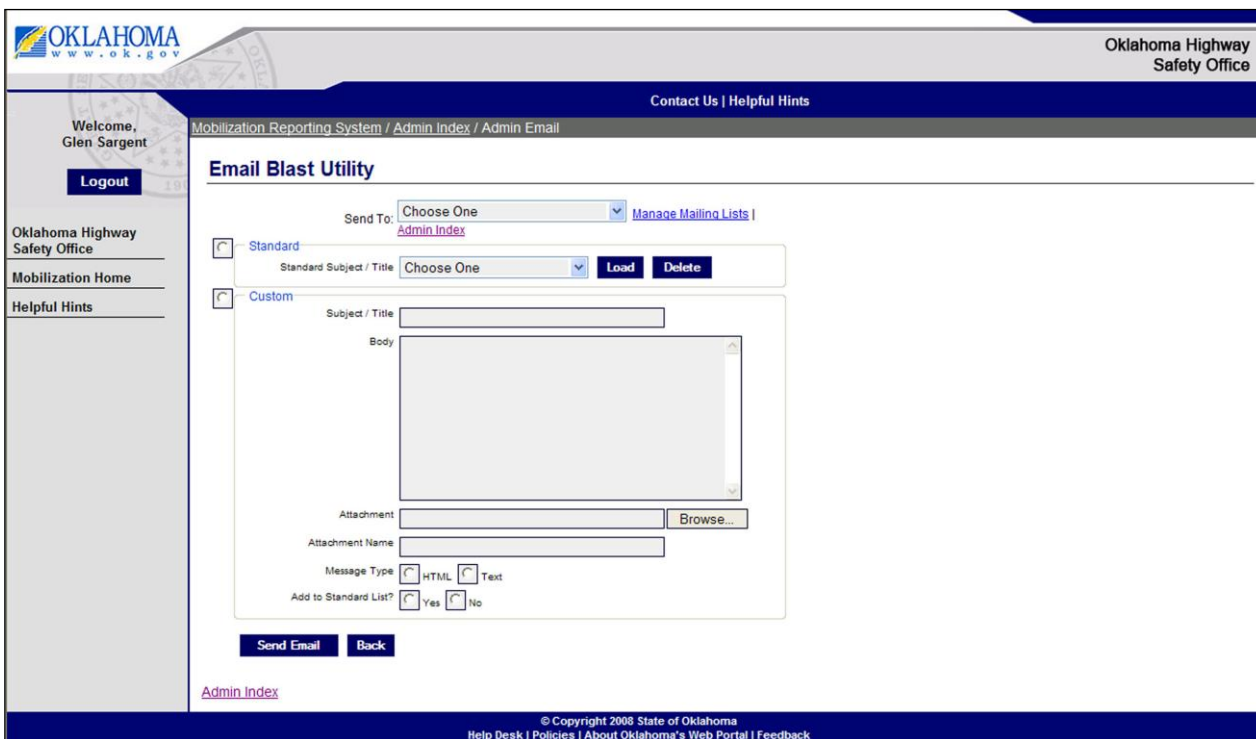 OKLAHOMA
www.ok.gov
Oklahoma Highway
Safety Office
Contact Us | Helpful Hints
Welcome,
Glen Sargent
Logout
Oklahoma Highway
Safety Office
Mobilization Home
Helpful Hints
Mobilization Reporting System / Admin Index / Admin Email
Email Blast Utility
Send To: Choose One Manage Mailing Lists |
Admin Index
Standard
Standard Subject / Title Choose One Load Delete
Custom
Subject / Title
Body
Attachment Browse...
Attachment Name
Message Type HTML Text
Add to Standard List? Yes No
Send Email Back
Admin Index
© Copyright 2008 State of Oklahoma
Help Desk | Policies | About Oklahoma's Web Portal | Feedback